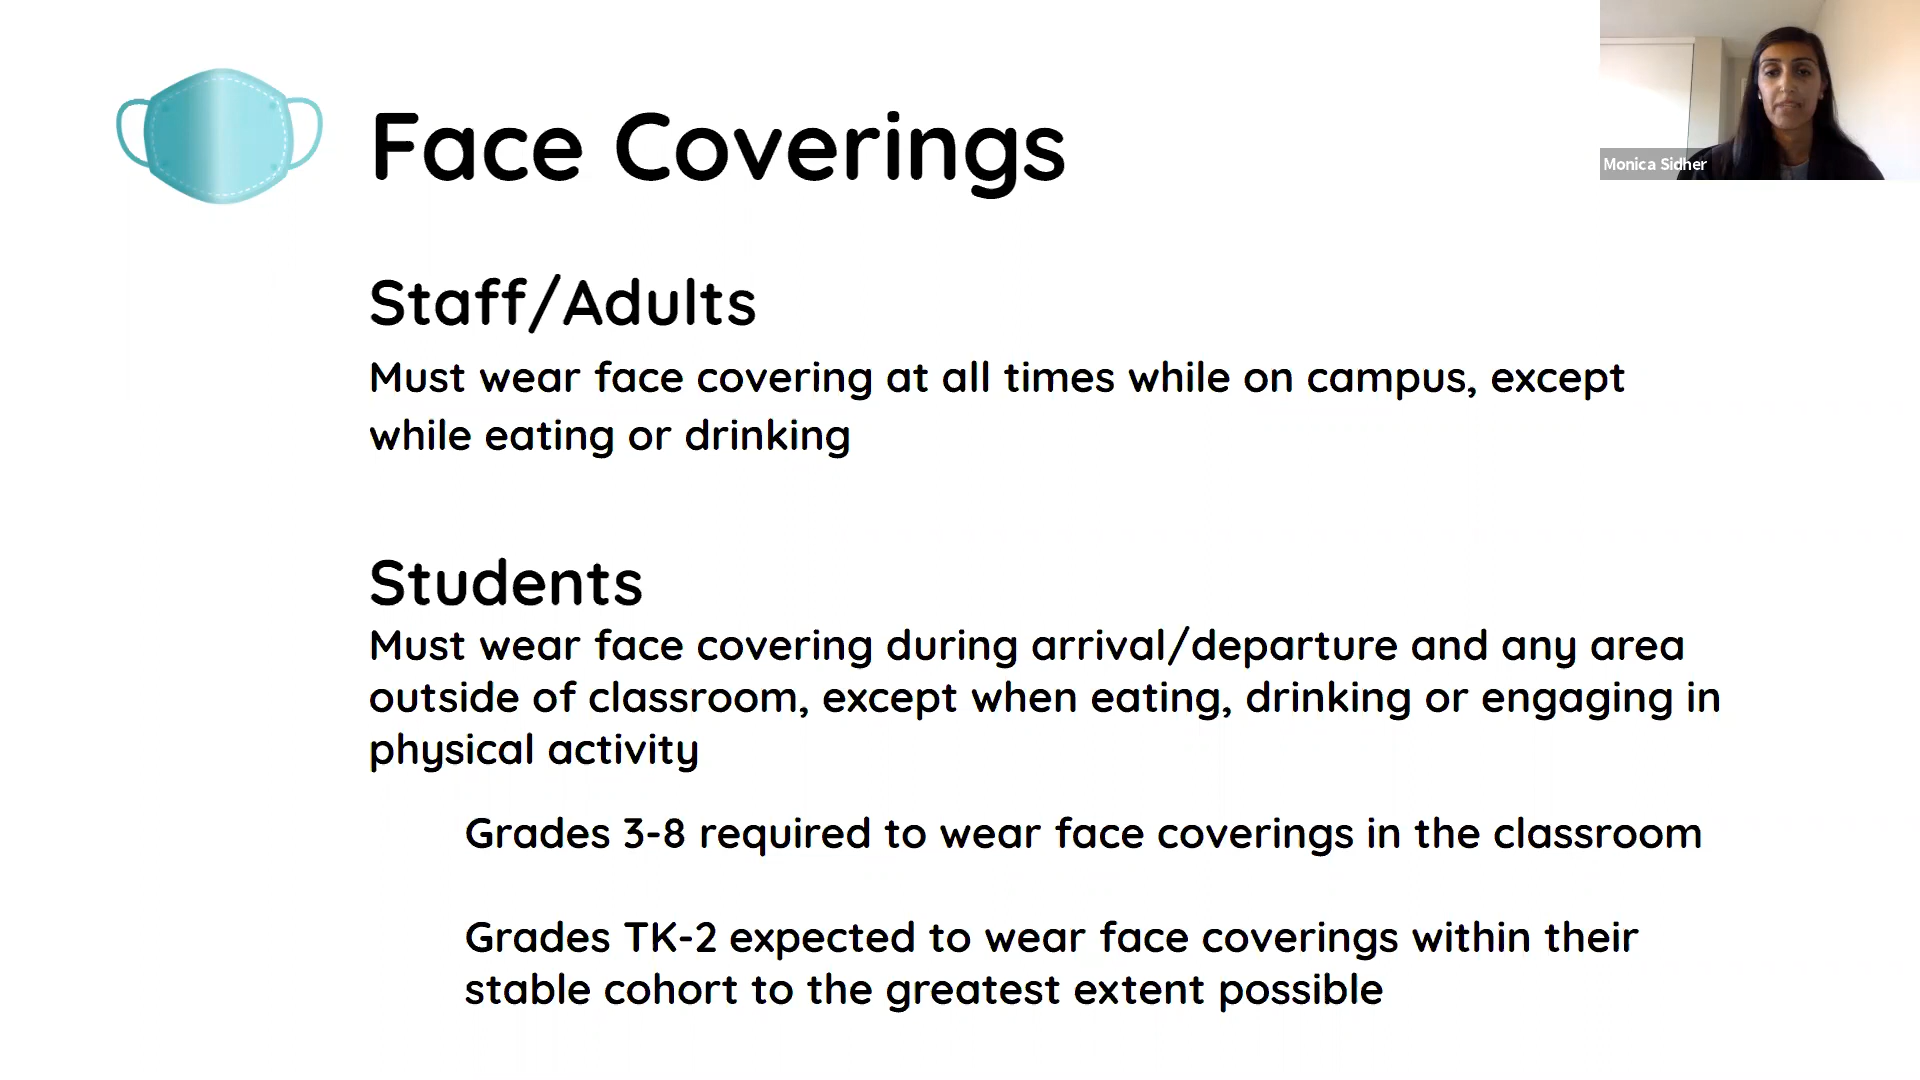 Face Coverings
Monica Sidher
Staff/Adults
Must wear face covering at all times while on campus, except
while eating or drinking
Students
Must wear face covering during arrival/departure and any area
outside of classroom, except when eating, drinking or engaging in
physical activity
Grades 3-8 required to wear face coverings in the classroom
Grades TK-2 expected to wear face coverings within their
stable cohort to the greatest extent possible